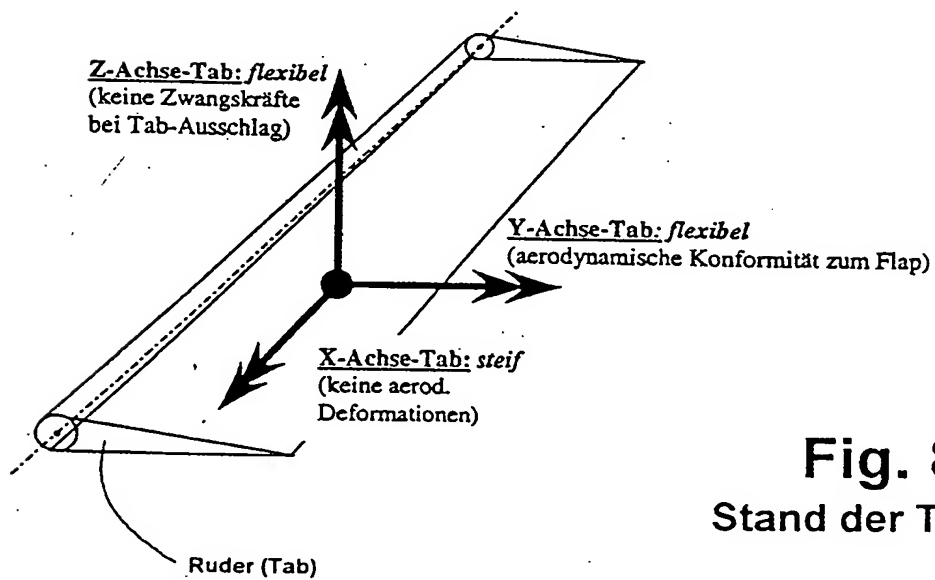 Z-Achse-Tab: flexibel
(keine Zwangskräfte
bei Tab-Ausschlag)
Y-Achse-Tab: flexibel
(aerodynamische Konformität zum Flap)
X-Achse-Tab: steif
(keine aerod.
Deformationen)
Fig.
Stand der T
Ruder (Tab)